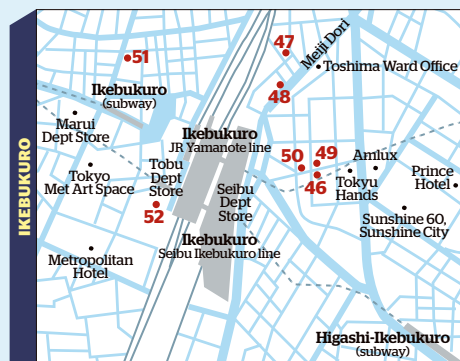 IKEBUKURO
51
47
Meiji Dori
Toshima Ward Office
Ikebukuro
(subway)
48
Marui
Dept Store
Ikebukuro
JR Yamanote line
Tokyo
Met Art Space
Tobu
Dept
Store
Seibu
Dept
Store
50
49
46
Amlux
Tokyu
Hands
Prince
Hotel
52
Sunshine 60,
Sunshine City
Ikebukuro
Seibu Ikebukuro line
Metropolitan
Hotel
Higashi-Ikebukuro
(subway)